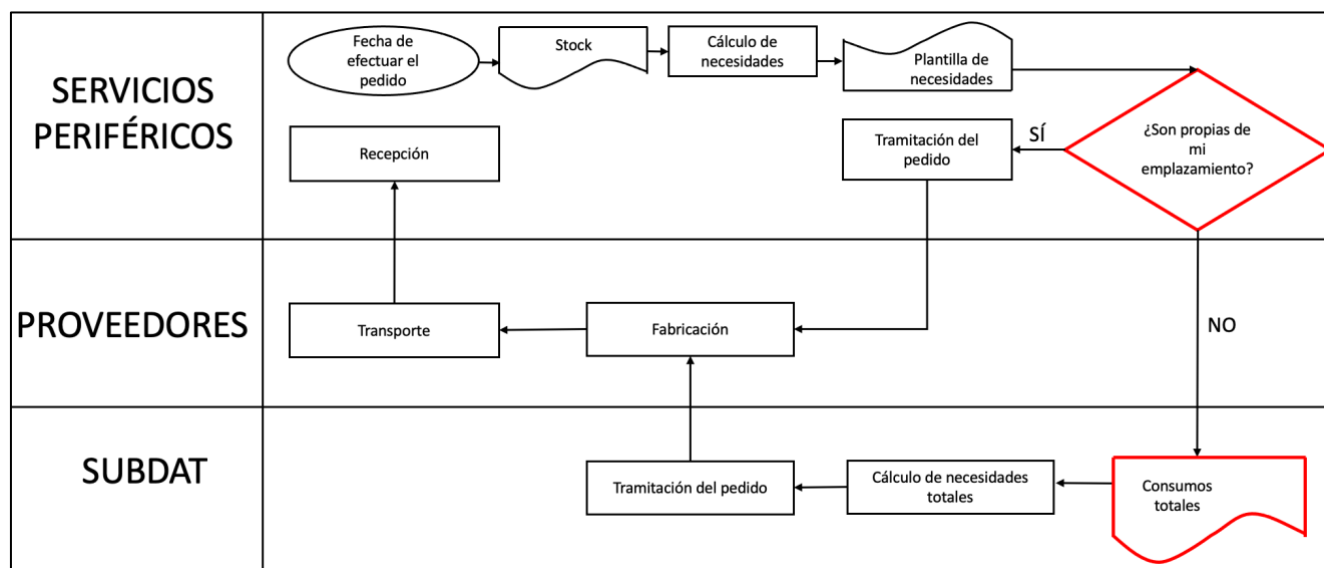 SERVICIOS
PERIFÉRICOS
Fecha de
efectuar el
pedido
Stock
Cálculo de
necesidades
Plantilla de
necesidades
¿Son propias de
mi
emplazamiento?
SÍ
Tramitación del
pedido
Recepción
PROVEEDORES
Transporte
Fabricación
NO
SUBDAT
Tramitación del pedido
Cálculo de necesidades
totales
Consumos
totales